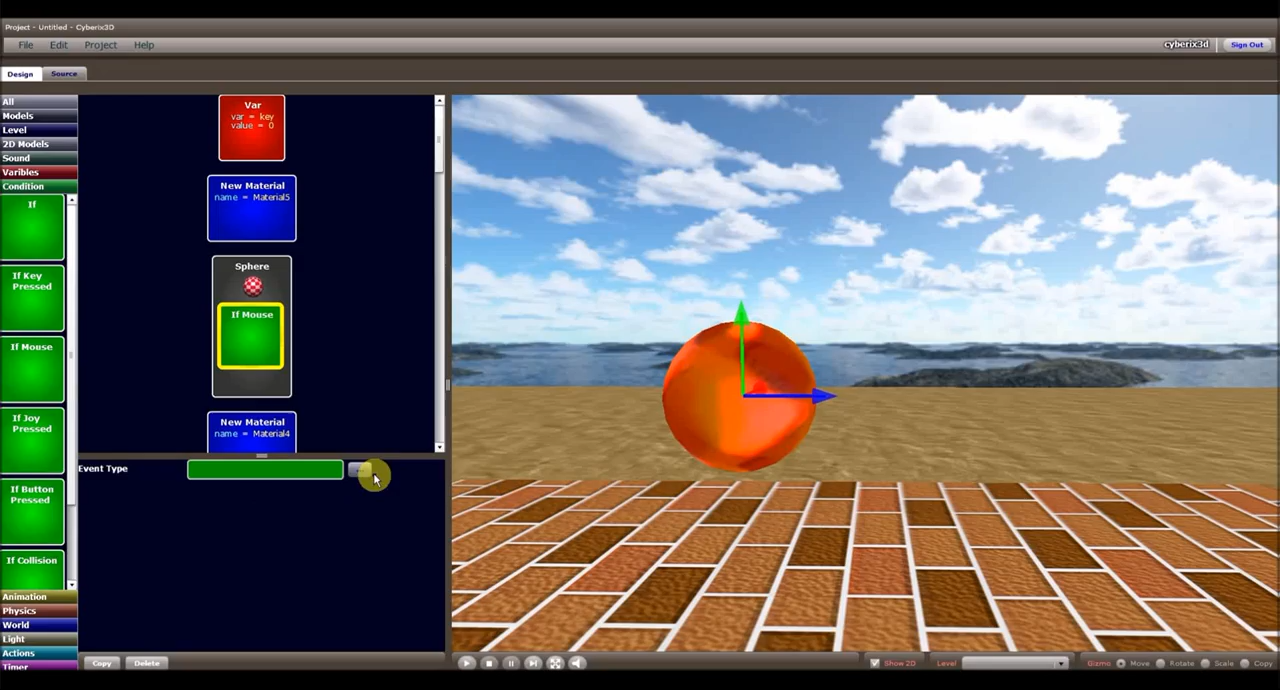 Project - Untitled - Cyberix3D
File Edit Project Help
cyberix3d Sign Out
Design Source
All
Models
Level
2D Models
Sound
Varibles
Condition
If
If Key
Pressed
If Mouse
If Joy
Pressed
If Button
Pressed
If Collision
Animation
Physics
World
Light
Actions
Timer
Var
var = key
value = 0
New Material
name = Material5
Sphere
If Mouse
New Material
name = Material4
Event Type
Copy Delete
Show 2D Level Gizmo Move Rotate Scale Copy